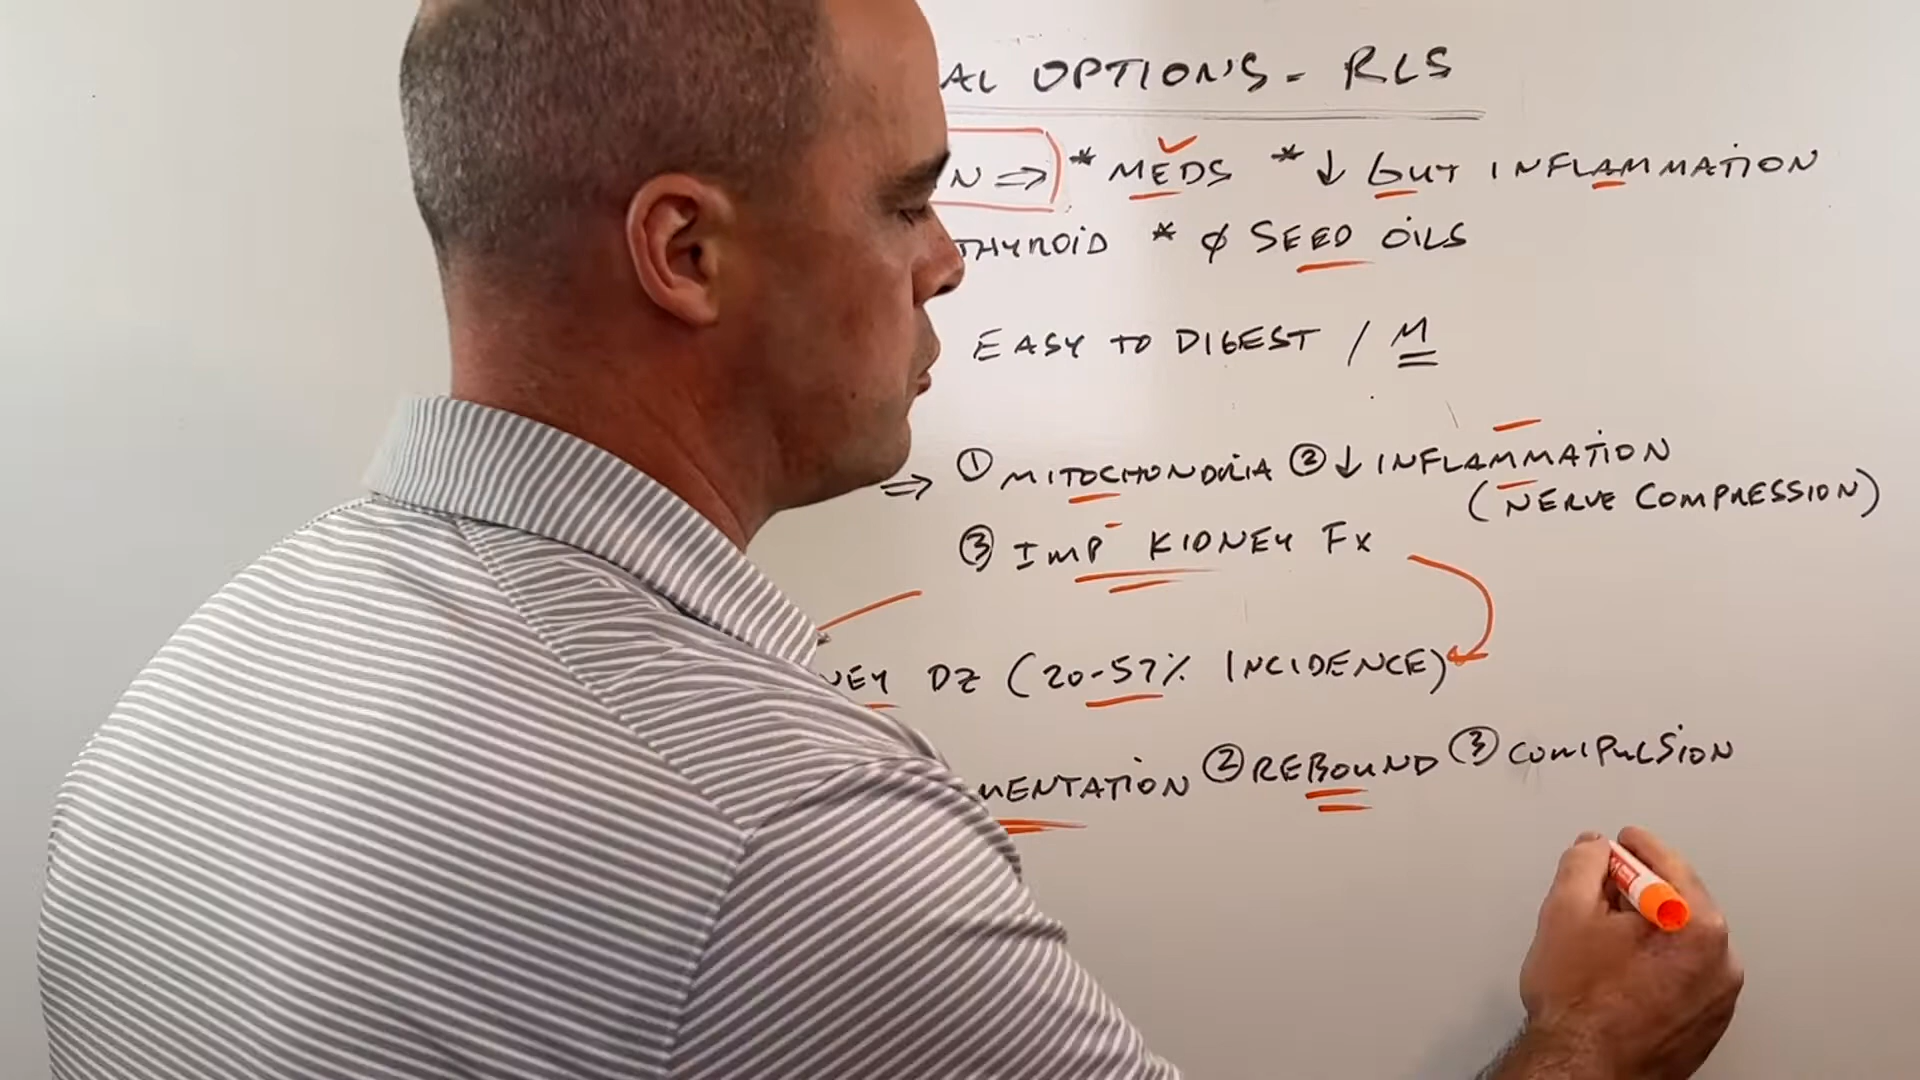 AL OPTIONS - RLS
N ⇒ * MEDS * ↓ GUT INFLAMMATION
THYROID * ∅ SEED OILS
EASY TO DIGEST / M
⇒ ① MITOCHONDRIA ② ↓ INFLAMMATION
(NERVE COMPRESSION)
③ IMP KIDNEY FX
NEY DZ (20-57% INCIDENCE)
MENTATION ② REBOUND ③ COMPULSION